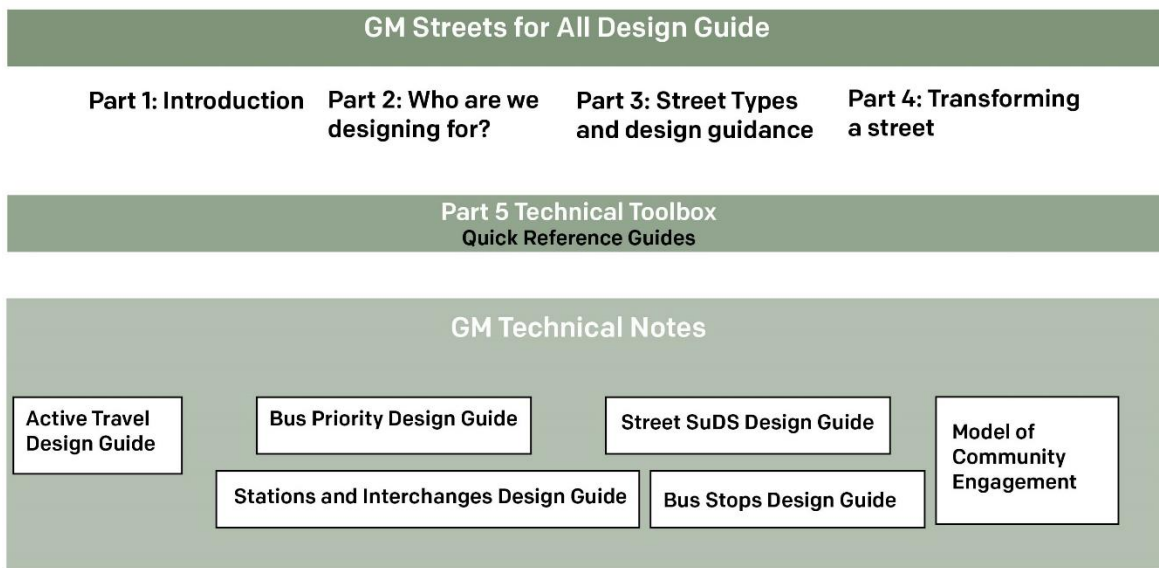 GM Streets for All Design Guide
Part 1: Introduction
Part 2: Who are we
designing for?
Part 3: Street Types
and design guidance
Part 4: Transforming
a street
Part 5 Technical Toolbox
Quick Reference Guides
GM Technical Notes
Active Travel
Design Guide
Bus Priority Design Guide
Street SuDS Design Guide
Model of
Community
Engagement
Stations and Interchanges Design Guide
Bus Stops Design Guide